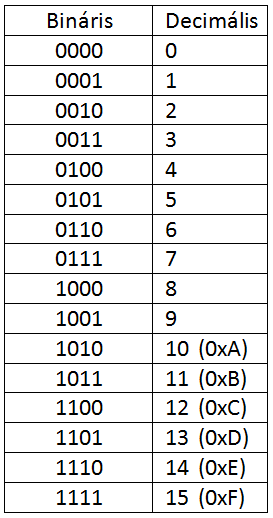 Bináris Decimális
0000 0
0001 1
0010 2
0011 3
0100 4
0101 5
0110 6
0111 7
1000 8
1001 9
1010 10 (0xA)
1011 11 (0xB)
1100 12 (0xC)
1101 13 (0xD)
1110 14 (0xE)
1111 15 (0xF)